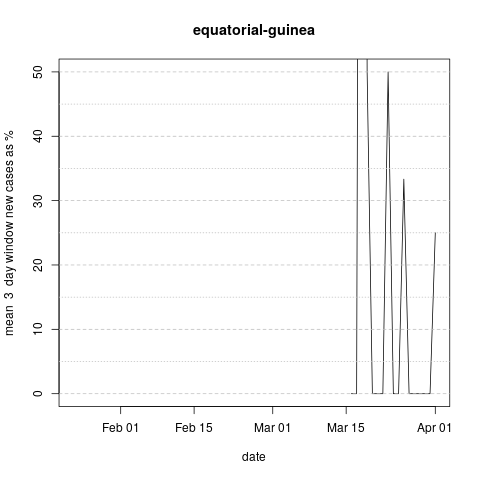 equatorial-guinea
mean 3 day window new cases as %
50
40
30
20
10
0
Feb 01 Feb 15 Mar 01 Mar 15 Apr 01
date